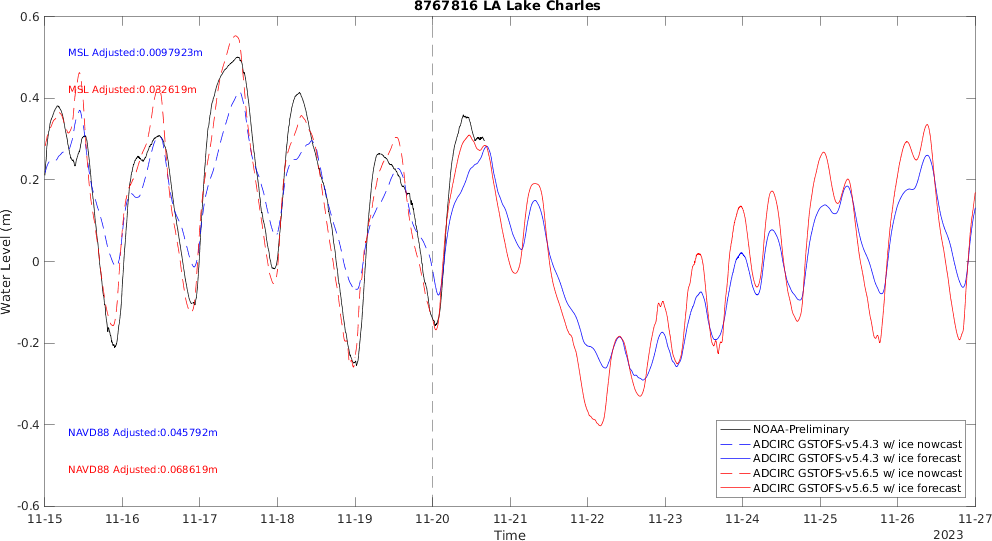 8767816 LA Lake Charles
0.6
0.4
0.2
0
-0.2
-0.4
-0.6
Water Level (m)
MSL Adjusted:0.0097923m
MSL Adjusted:0.032619m
NAVD88 Adjusted:0.045792m
NAVD88 Adjusted:0.068619m
NOAA-Preliminary
ADCIRC GSTOFS-v5.4.3 w/ ice nowcast
ADCIRC GSTOFS-v5.4.3 w/ ice forecast
ADCIRC GSTOFS-v5.6.5 w/ ice nowcast
ADCIRC GSTOFS-v5.6.5 w/ ice forecast
11-15 11-16 11-17 11-18 11-19 11-20 11-21 11-22 11-23 11-24 11-25 11-26 11-27
Time
2023